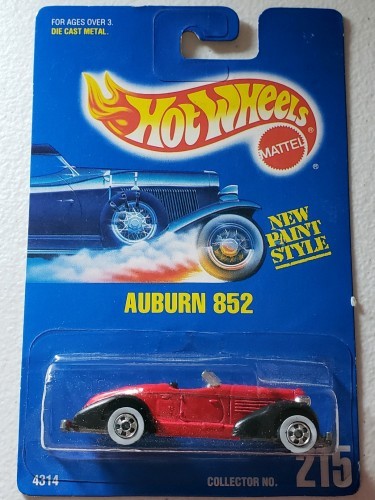 FOR AGES OVER 3.
DIE CAST METAL.
HOT WHEELS
MATTEL
®
NEW
PAINT
STYLE
AUBURN 852
4314
COLLECTOR NO. 215